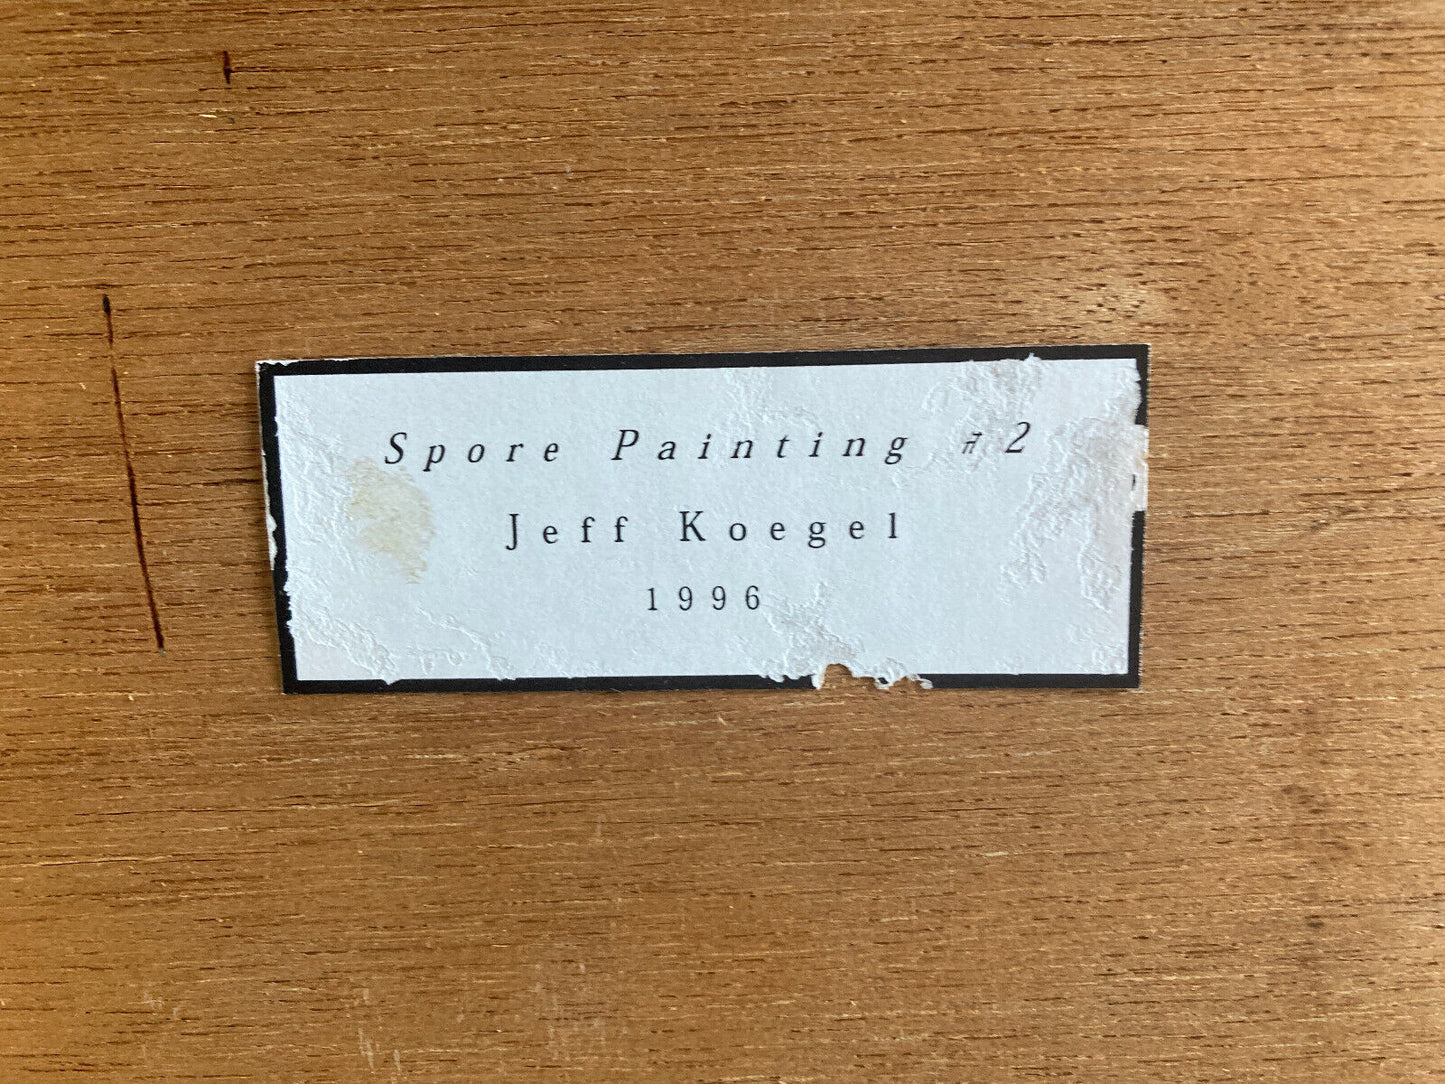 Spore Painting #2
Jeff Koegel
1996